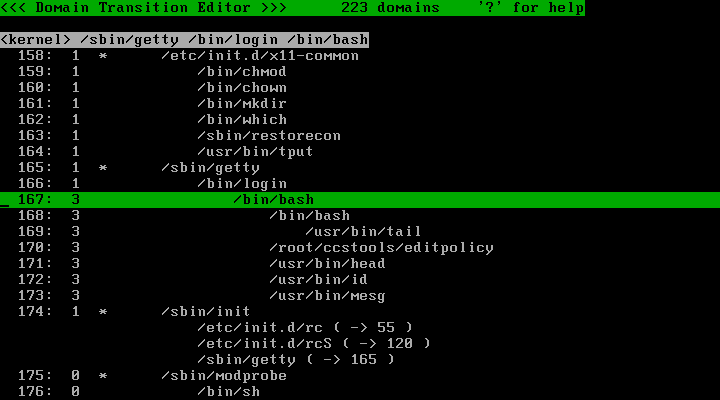 <<< Domain Transition Editor >>>      223 domains    '?' for help
<kernel> /sbin/getty /bin/login /bin/bash
158:  1  *      /etc/init.d/x11-common
159:  1             /bin/chmod
160:  1             /bin/chown
161:  1             /bin/mkdir
162:  1             /bin/which
163:  1             /sbin/restorecon
164:  1             /usr/bin/tput
165:  1  *      /sbin/getty
166:  1             /bin/login
167:  3                 /bin/bash
168:  3                     /bin/bash
169:  3                         /usr/bin/tail
170:  3                     /root/ccstools/editpolicy
171:  3                     /usr/bin/head
172:  3                     /usr/bin/id
173:  3                     /usr/bin/mesg
174:  1  *      /sbin/init
                    /etc/init.d/rc ( -> 55 )
                    /etc/init.d/rcS ( -> 120 )
                    /sbin/getty ( -> 165 )
175:  0  *      /sbin/modprobe
176:  0             /bin/sh